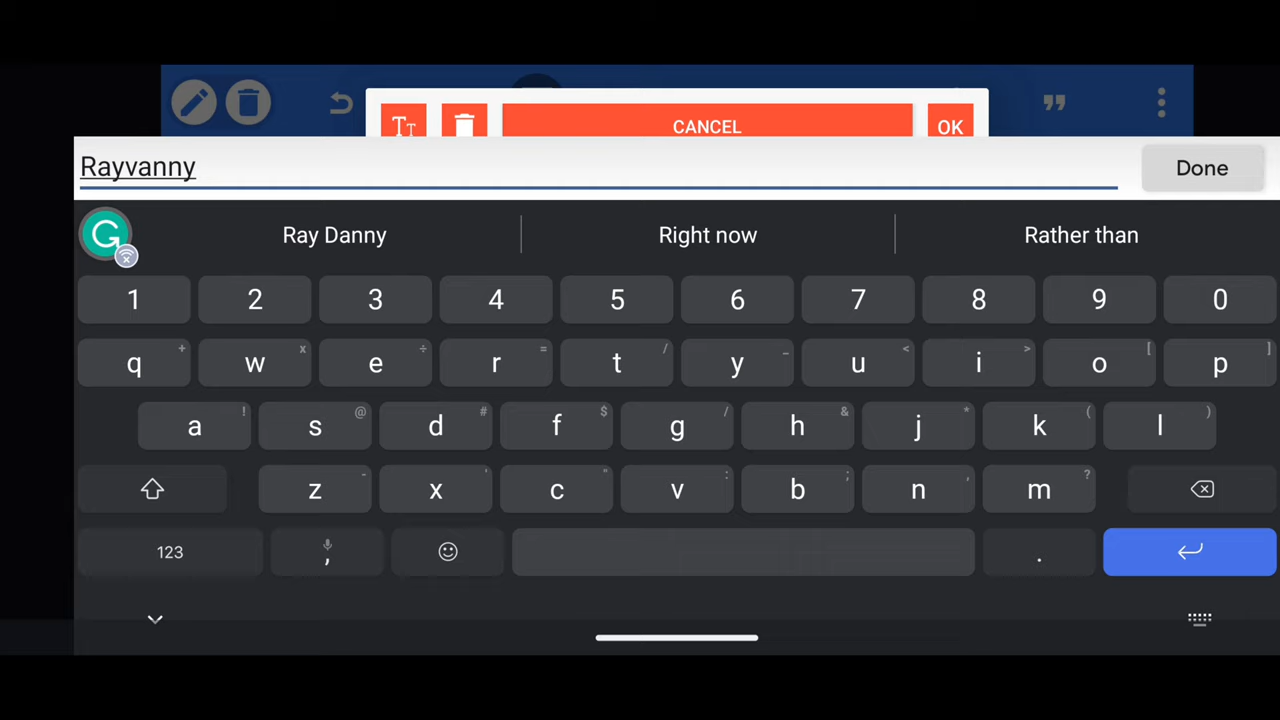 Tт
CANCEL
OK
Rayvanny
Done
G
Ray Danny
Right now
Rather than
1 2 3 4 5 6 7 8 9 0
q + w x e ÷ r = t / y _ u < i > o [ p ]
a ! s @ d # f $ g / h & j * k ( l )
z - x ' c " v : b ; n , m ?
123 , .